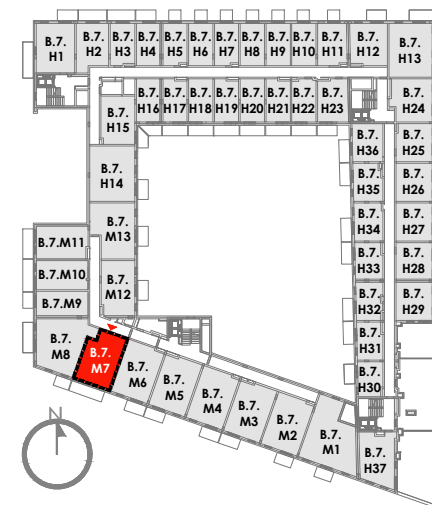 B.7.
H1
B.7.
H2
B.7.
H3
B.7.
H4
B.7.
H5
B.7.
H6
B.7.
H7
B.7.
H8
B.7.
H9
B.7.
H10
B.7.
H11
B.7.
H12
B.7.
H13
B.7.
H15
B.7.
H16
B.7.
H17
B.7.
H18
B.7.
H19
B.7.
H20
B.7.
H21
B.7.
H22
B.7.
H23
B.7.
H24
B.7.
H36
B.7.
H25
B.7.
H14
B.7.
H35
B.7.
H26
B.7.
M13
B.7.
H34
B.7.
H27
B.7.M11
B.7.M10
B.7.M9
B.7.
M12
B.7.
H33
B.7.
H28
B.7.
H32
B.7.
H29
B.7.
H31
B.7.
H30
B.7.
M8
B.7.
M7
B.7.
M6
B.7.
M5
B.7.
M4
B.7.
M3
B.7.
M2
B.7.
M1
B.7.
H37
N